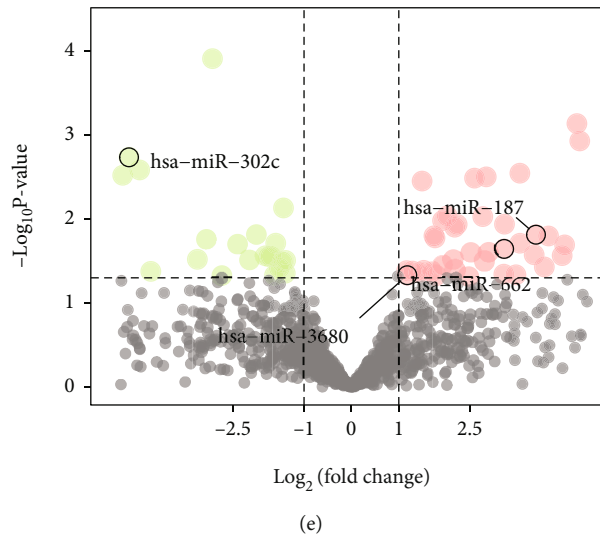 4
3
2
1
0
−Log10P-value
hsa−miR−302c
hsa−miR−187
hsa−miR−662
hsa−miR−3680
−2.5
−1
0
1
2.5
Log2 (fold change)
(e)